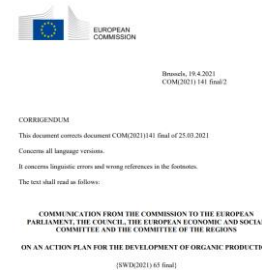 EUROPEAN
COMMISSION
Brussels, 19.4.2021
COM(2021) 141 final/2
CORRIGENDUM
This document corrects document COM(2021)141 final of 25.03.2021
Concerns all language versions.
It concerns linguistic errors and wrong references in the footnotes.
The text shall read as follows:
COMMUNICATION FROM THE COMMISSION TO THE EUROPEAN
PARLIAMENT, THE COUNCIL, THE EUROPEAN ECONOMIC AND SOCIA
COMMITTEE AND THE COMMITTEE OF THE REGIONS
ON AN ACTION PLAN FOR THE DEVELOPMENT OF ORGANIC PRODUCTI
{SWD(2021) 65 final}